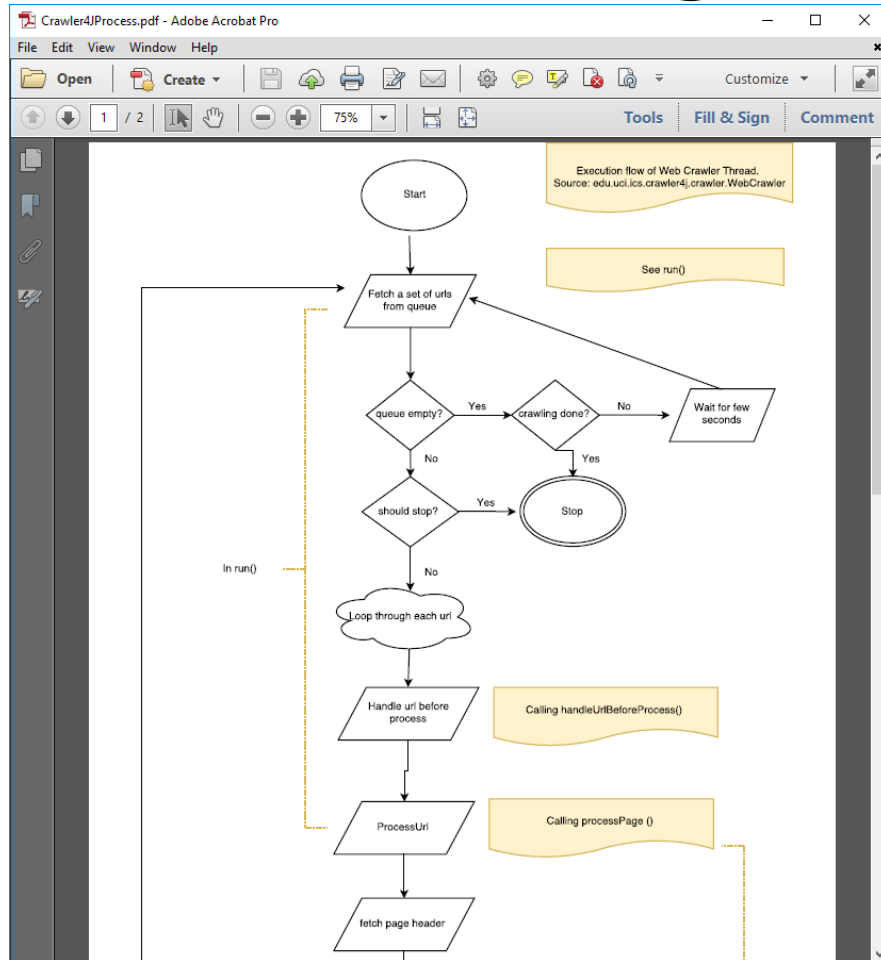 Crawler4JProcess.pdf - Adobe Acrobat Pro
File Edit View Window Help
Open Create Customize
1 / 2 75% Tools Fill & Sign Comment
Execution flow of Web Crawler Thread.
Source: edu.uci.ics.crawler4j.crawler.WebCrawler
Start
See run()
Fetch a set of urls
from queue
queue empty?
Yes
crawling done?
No
Wait for few
seconds
No
Yes
should stop?
Yes
Stop
In run()
No
Loop through each url
Handle url before
process
Calling handleUrlBeforeProcess()
ProcessUrl
Calling processPage ()
fetch page header